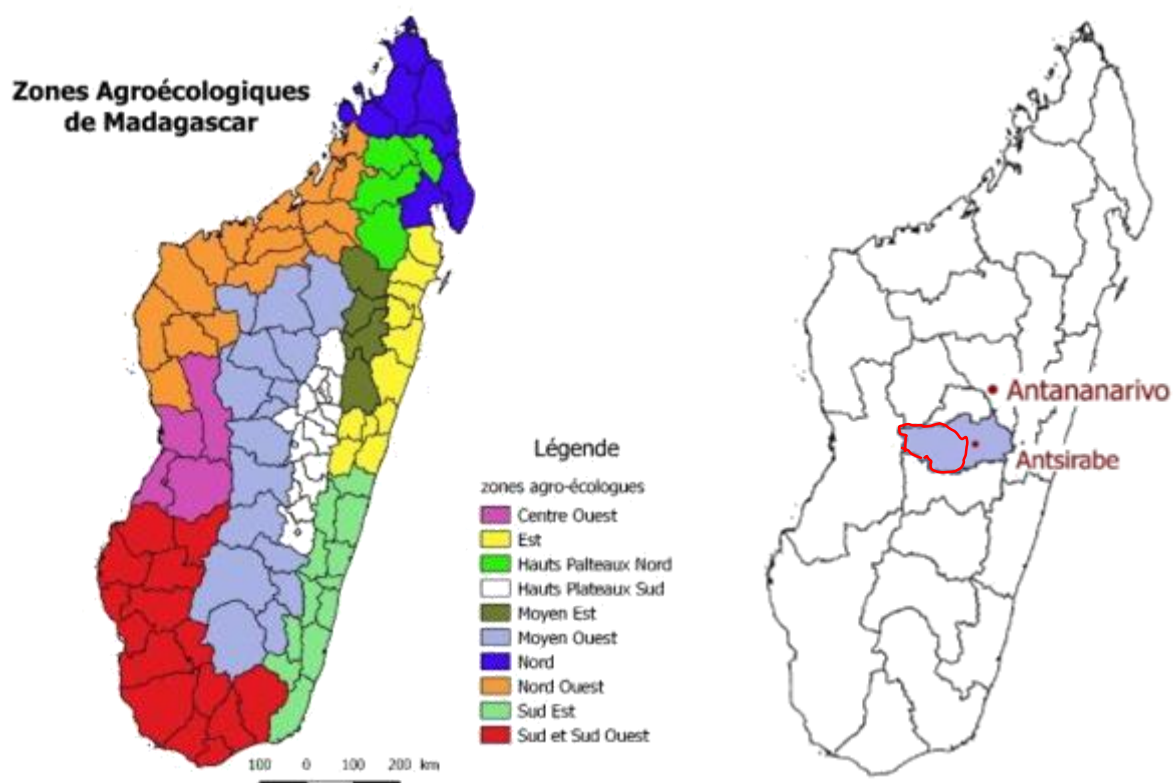 Zones Agroécologiques
de Madagascar
Légende
zones agro-écologues
Centre Ouest
Est
Hauts Palteaux Nord
Hauts Plateaux Sud
Moyen Est
Moyen Ouest
Nord
Nord Ouest
Sud Est
Sud et Sud Ouest
100 0 100 200 km
Antananarivo
Antsirabe